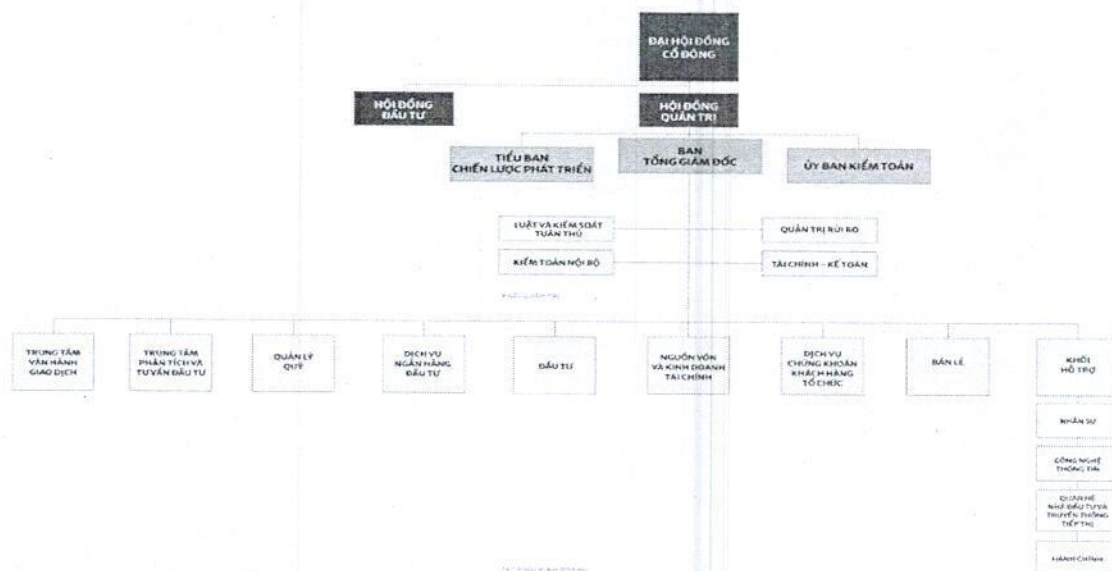 ĐẠI HỘI ĐỒNG
CỔ ĐÔNG
HỘI ĐỒNG
ĐẦU TƯ
HỘI ĐỒNG
QUẢN TRỊ
TIỂU BAN
CHIẾN LƯỢC PHÁT TRIỂN
BAN
TỔNG GIÁM ĐỐC
ỦY BAN KIỂM TOÁN
LUẬT VÀ KIỂM SOÁT
TUÂN THỦ
QUẢN TRỊ RỦI RO
KIỂM TOÁN NỘI BỘ
TÀI CHÍNH – KẾ TOÁN
TRUNG TÂM
VẬN HÀNH
GIAO DỊCH
TRUNG TÂM
PHÂN TÍCH VÀ
TƯ VẤN ĐẦU TƯ
QUẢN LÝ
QUỸ
DỊCH VỤ
NGÂN HÀNG
ĐẦU TƯ
ĐẦU TƯ
NGUỒN VỐN
VÀ KINH DOANH
TÀI CHÍNH
DỊCH VỤ
CHỨNG KHOÁN
KHÁCH HÀNG
TỔ CHỨC
BÁN LẺ
KHỐI
HỖ TRỢ
NHÂN SỰ
CÔNG NGHỆ
THÔNG TIN
QUAN HỆ
NHÀ ĐẦU TƯ VÀ
TRUYỀN THÔNG
TIẾP THỊ
HÀNH CHÍNH